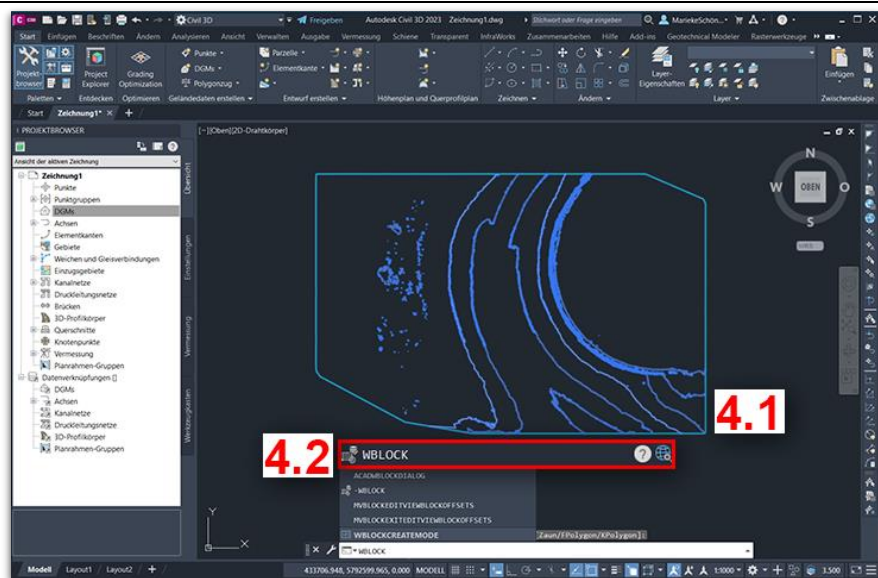 Civil 3D
Freigeben
Autodesk Civil 3D 2023 Zeichnung1.dwg
Stichwort oder Frage eingeben
MariekeSchön...
Start Einfügen Beschriften Ändern Analysieren Ansicht Verwalten Ausgabe Vermessung Schiene Transparent InfraWorks Zusammenarbeiten Hilfe Add-ins Geotechnical Modeler Rasterwerkzeuge
Projekt-browser
Project Explorer
Grading Optimization
Punkte
DGMs
Polygonzug
Parzelle
Elementkante
Layer-Eigenschaften
Einfügen
Paletten Entdecken Optimieren Geländedaten erstellen Entwurf erstellen Höhenplan und Querprofilplan Zeichnen Ändern Layer Zwischenablage
Start Zeichnung1* × +
PROJEKTBROWSER
[−][Oben][2D-Drahtkörper]
Ansicht der aktiven Zeichnung
Zeichnung1
Punkte
Punktgruppen
DGMs
Achsen
Elementkanten
Gebiete
Weichen und Gleisverbindungen
Einzugsgebiete
Kanalnetze
Druckleitungsnetze
Brücken
3D-Profilkörper
Querschnitte
Knotenpunkte
Vermessung
Planrahmen-Gruppen
Datenverknüpfungen []
DGMs
Achsen
Kanalnetze
Druckleitungsnetze
3D-Profilkörper
Planrahmen-Gruppen
Übersicht
Einstellungen
Vermessung
Werkzeugkasten
N
W OBEN O
S
4.1
4.2
WBLOCK
ACADWBLOCKDIALOG
-WBLOCK
MVBLOCKEDITVIEWBLOCKOFFSETS
MVBLOCKEXITEDITVIEWBLOCKOFFSETS
WBLOCKCREATEMODE
Zaun/FPolygon/KPolygon]:
WBLOCK
Y
X
Modell Layout1 Layout2 +
433706.948, 5792599.965, 0.000 MODELL
1:1000
3.500